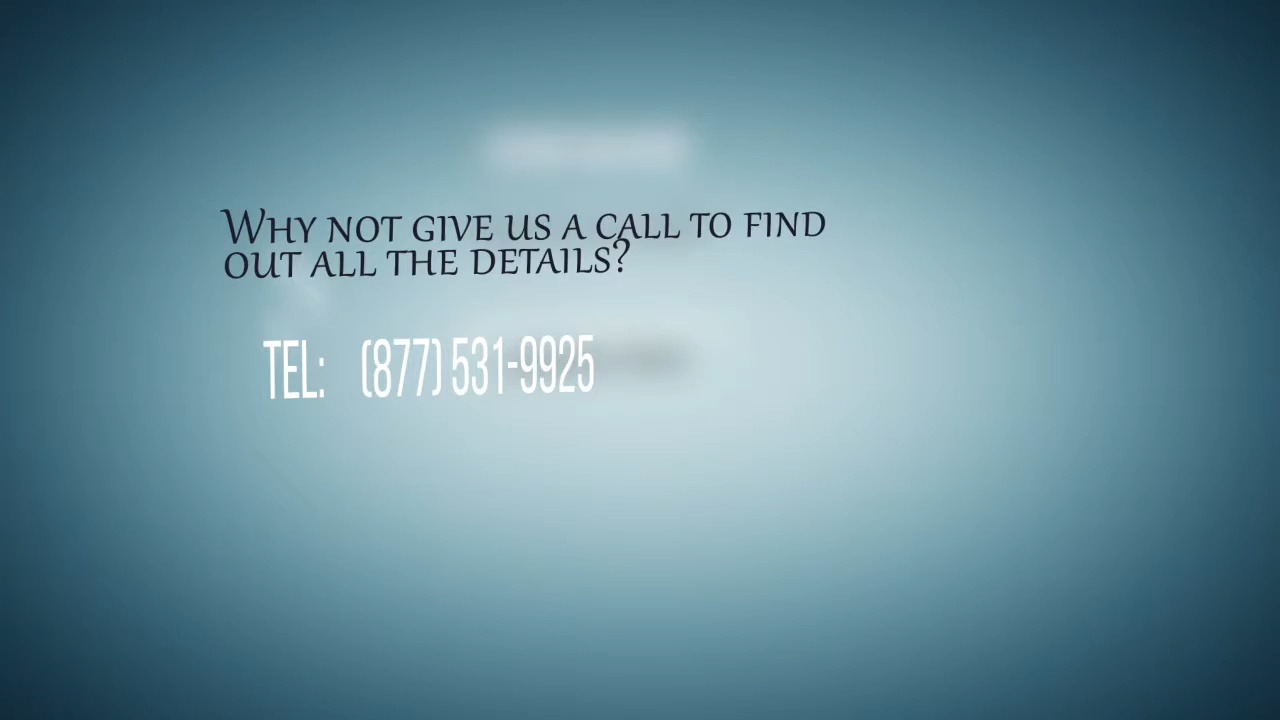 Why not give us a call to find
out all the details?
TEL: (877) 531-9925